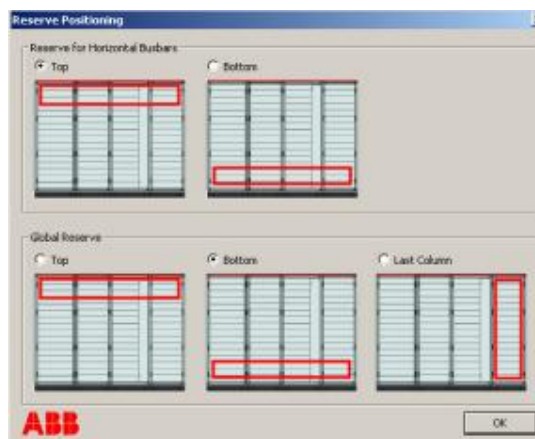 Reserve Positioning
Reserve for Horizontal Busbars
Top
Bottom
Global Reserve
Top
Bottom
Last Column
ABB
OK